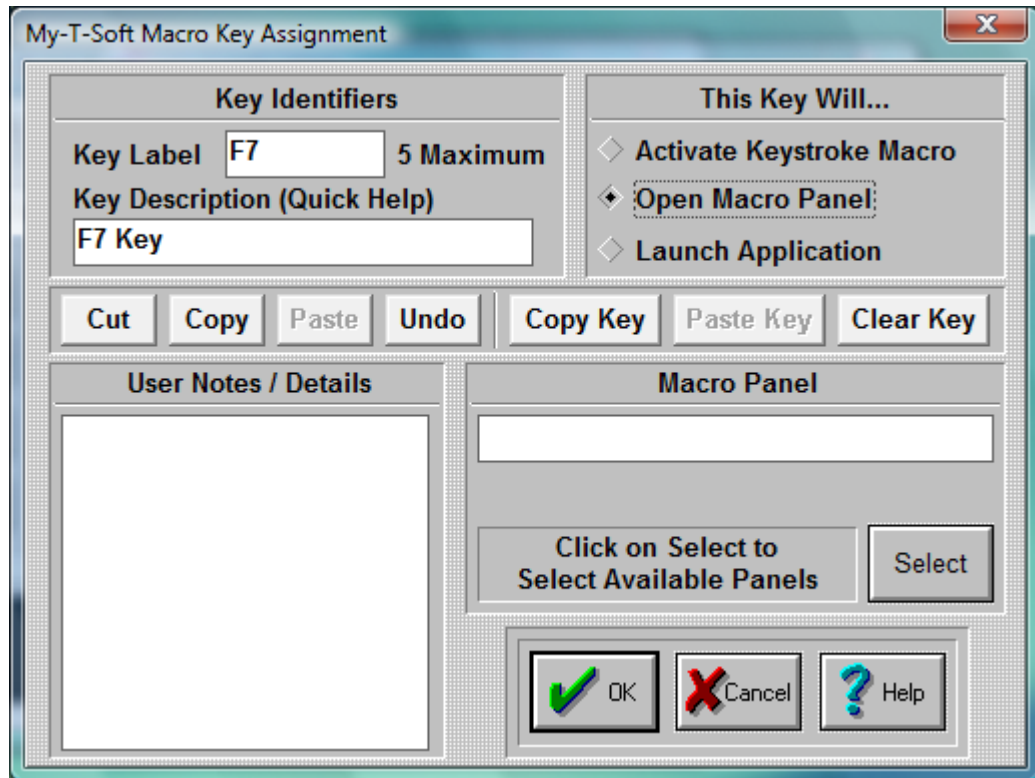 My-T-Soft Macro Key Assignment
Key Identifiers
Key Label F7 5 Maximum
Key Description (Quick Help)
F7 Key
This Key Will...
Activate Keystroke Macro
Open Macro Panel
Launch Application
Cut Copy Paste Undo Copy Key Paste Key Clear Key
User Notes / Details
Macro Panel
Click on Select to
Select Available Panels
Select
OK Cancel Help